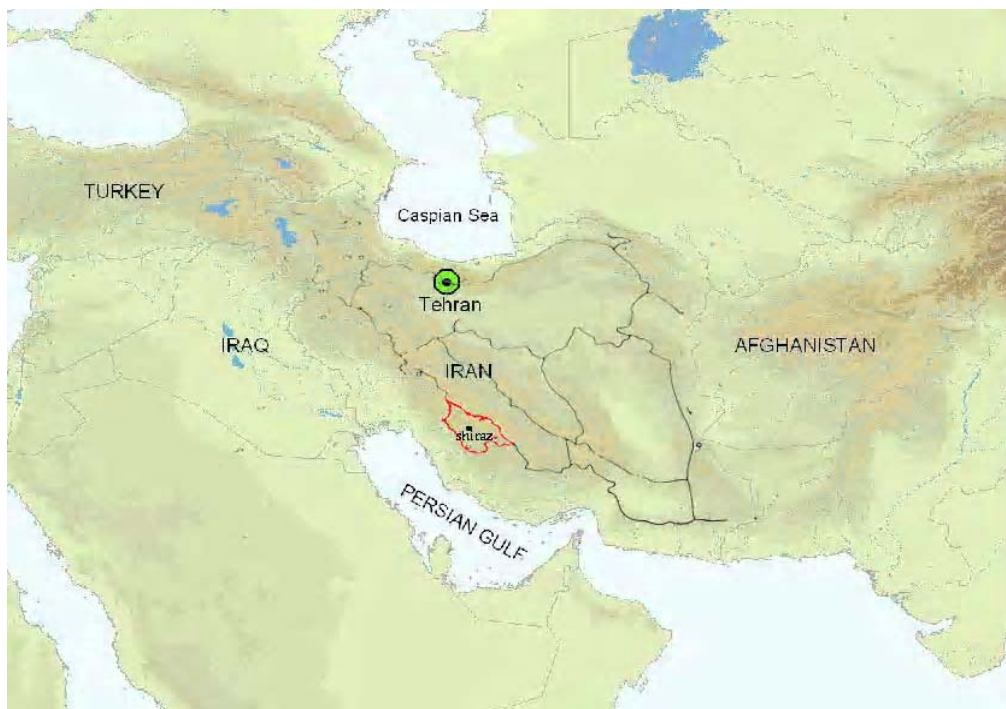 TURKEY
Caspian Sea
Tehran
IRAQ
IRAN
AFGHANISTAN
shiraz
PERSIAN GULF